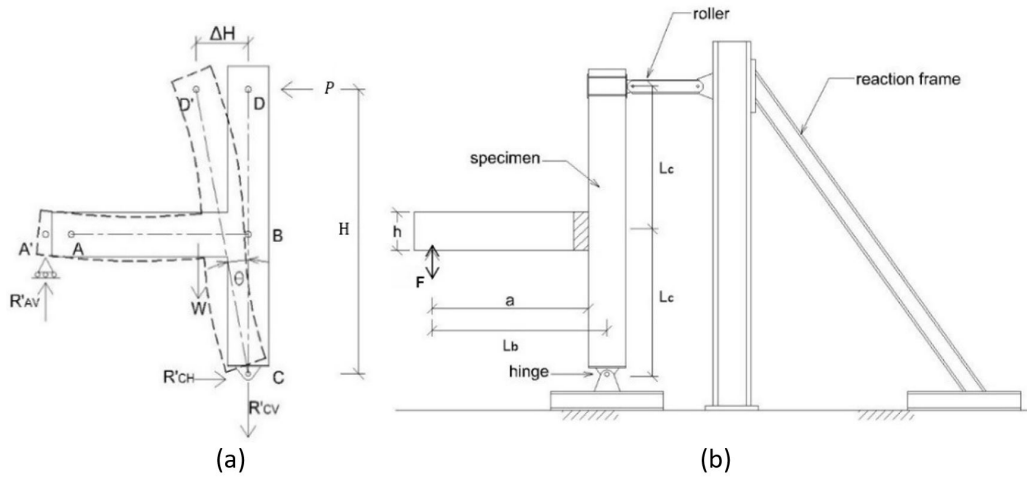 ΔH
D'
D
P
H
A'
A
B
θ
W
R'AV
R'CH
C
R'CV
(a)
roller
reaction frame
specimen
Lc
h
F
a
Lb
Lc
hinge
(b)